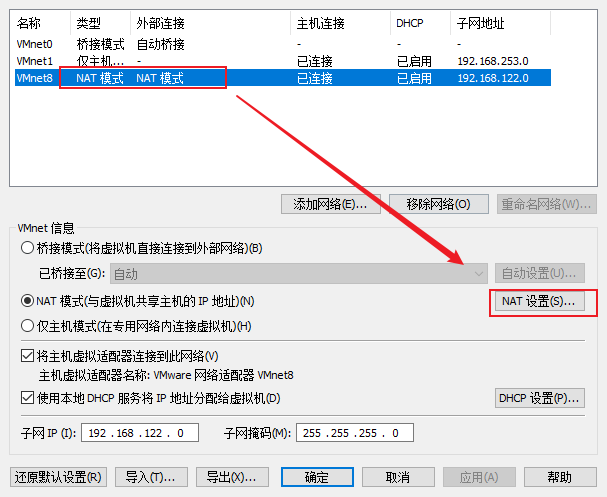 名称 类型 外部连接 主机连接 DHCP 子网地址
VMnet0 桥接模式 自动桥接 - - -
VMnet1 仅主机... - 已连接 已启用 192.168.253.0
VMnet8 NAT 模式 NAT 模式 已连接 已启用 192.168.122.0
添加网络(E)... 移除网络(O) 重命名网络(W)...
VMnet 信息
桥接模式(将虚拟机直接连接到外部网络)(B)
已桥接至(G): 自动 自动设置(U)...
NAT 模式(与虚拟机共享主机的 IP 地址)(N) NAT 设置(S)...
仅主机模式(在专用网络内连接虚拟机)(H)
将主机虚拟适配器连接到此网络(V)
主机虚拟适配器名称: VMware 网络适配器 VMnet8
使用本地 DHCP 服务将 IP 地址分配给虚拟机(D) DHCP 设置(P)...
子网 IP (I): 192 .168 .122 . 0 子网掩码(M): 255 .255 .255 . 0
还原默认设置(R) 导入(T)... 导出(X)... 确定 取消 应用(A) 帮助